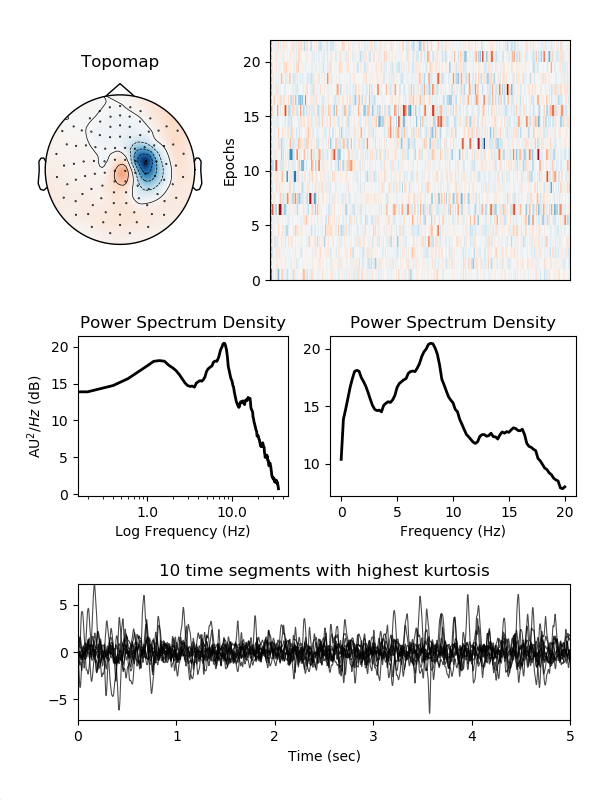 Topomap
Epochs
20
15
10
5
0
Power Spectrum Density
AU²/Hz (dB)
20
15
10
5
0
1.0 10.0
Log Frequency (Hz)
Power Spectrum Density
20
15
10
0 5 10 15 20
Frequency (Hz)
10 time segments with highest kurtosis
5
0
−5
0 1 2 3 4 5
Time (sec)